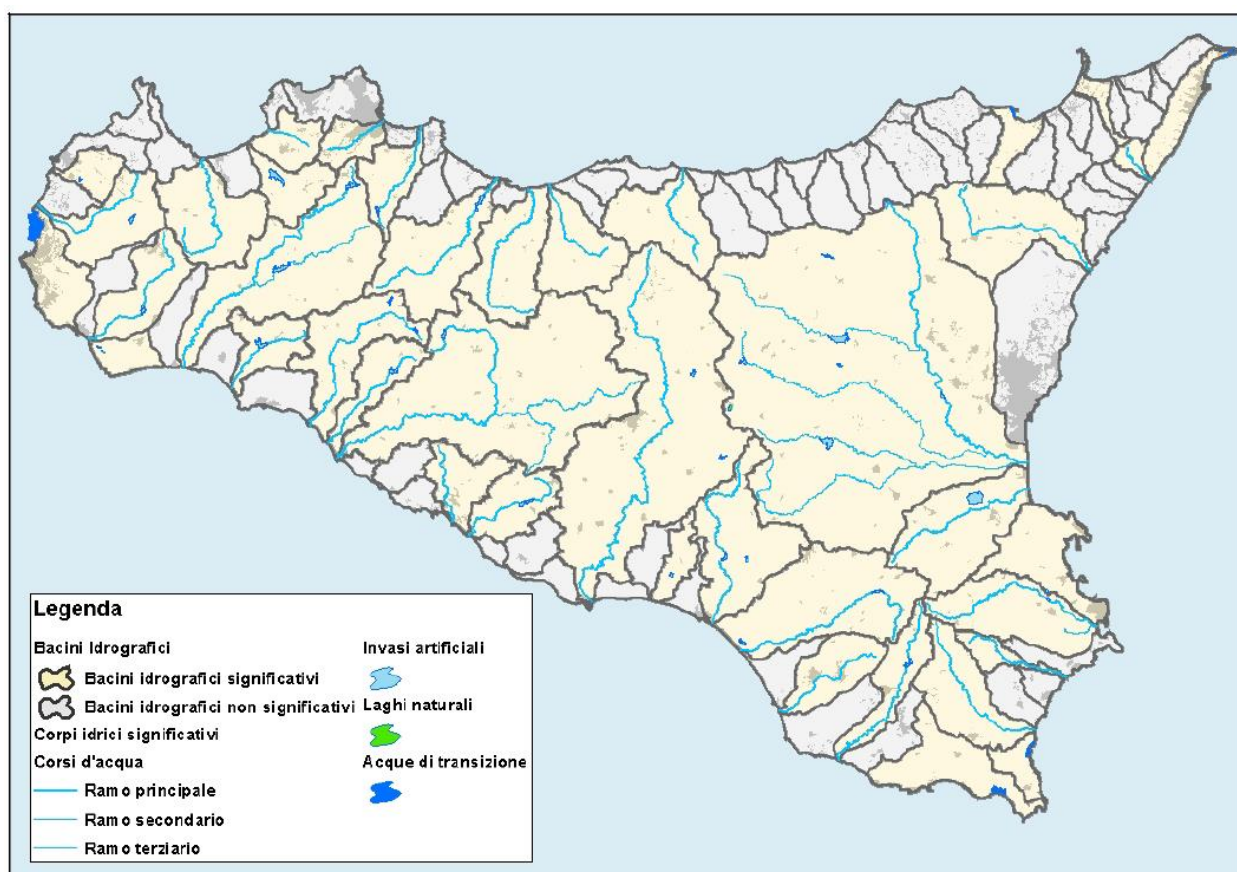 Legenda
Bacini Idrografici
Bacini idrografici significativi
Bacini idrografici non significativi
Corpi idrici significativi
Corsi d'acqua
Ramo principale
Ramo secondario
Ramo terziario
Invasi artificiali
Laghi naturali
Acque di transizione